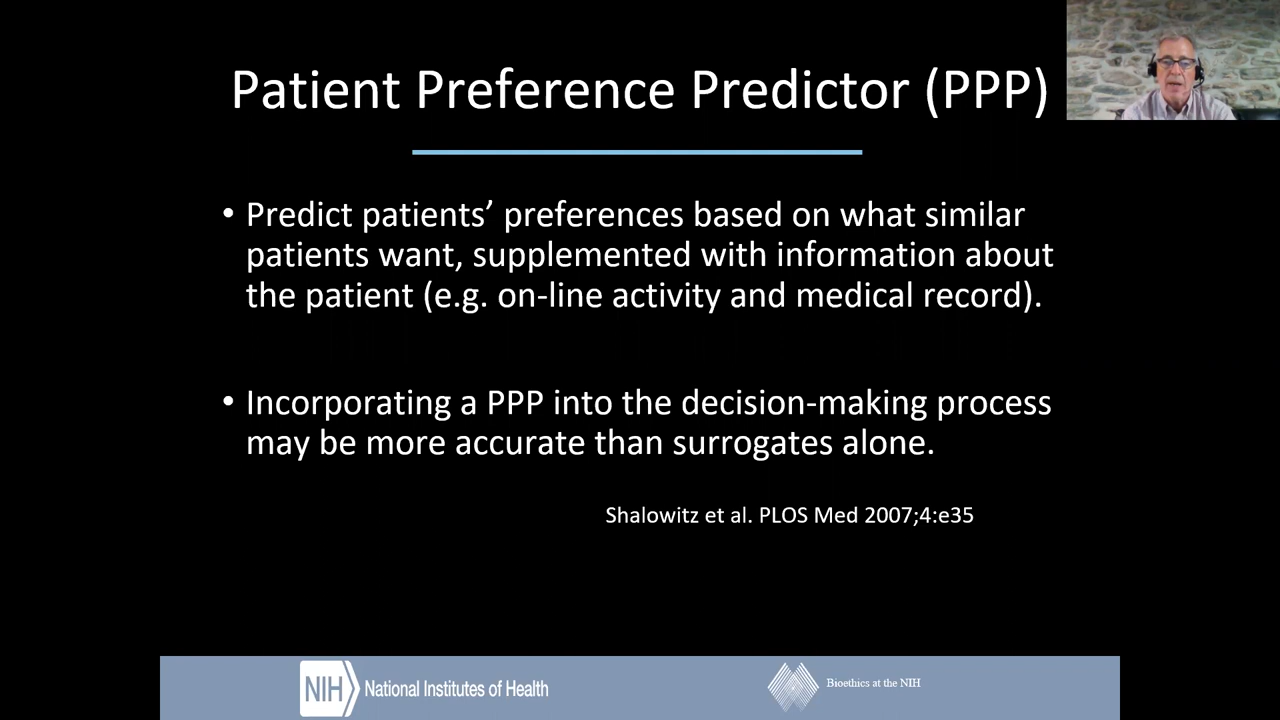 Patient Preference Predictor (PPP)
• Predict patients’ preferences based on what similar
patients want, supplemented with information about
the patient (e.g. on-line activity and medical record).
• Incorporating a PPP into the decision-making process
may be more accurate than surrogates alone.
Shalowitz et al. PLOS Med 2007;4:e35
NIH National Institutes of Health
Bioethics at the NIH